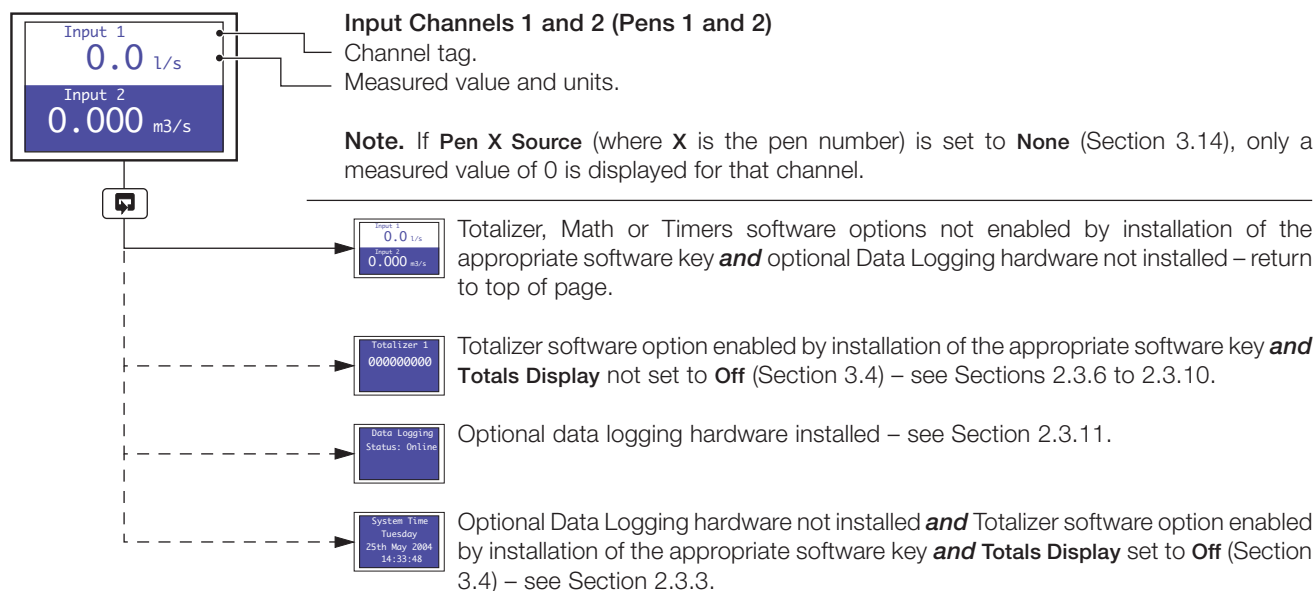 Input 1
0.0 l/s
Input 2
0.000 m3/s
Input Channels 1 and 2 (Pens 1 and 2)
Channel tag.
Measured value and units.
Note. If Pen X Source (where X is the pen number) is set to None (Section 3.14), only a
measured value of 0 is displayed for that channel.
Input 1
0.0 l/s
Input 2
0.000 m3/s
Totalizer, Math or Timers software options not enabled by installation of the
appropriate software key and optional Data Logging hardware not installed – return
to top of page.
Totalizer 1
000000000
Totalizer software option enabled by installation of the appropriate software key and
Totals Display not set to Off (Section 3.4) – see Sections 2.3.6 to 2.3.10.
Data Logging
Status: Online
Optional data logging hardware installed – see Section 2.3.11.
System Time
Tuesday
25th May 2004
14:33:48
Optional Data Logging hardware not installed and Totalizer software option enabled
by installation of the appropriate software key and Totals Display set to Off (Section
3.4) – see Section 2.3.3.